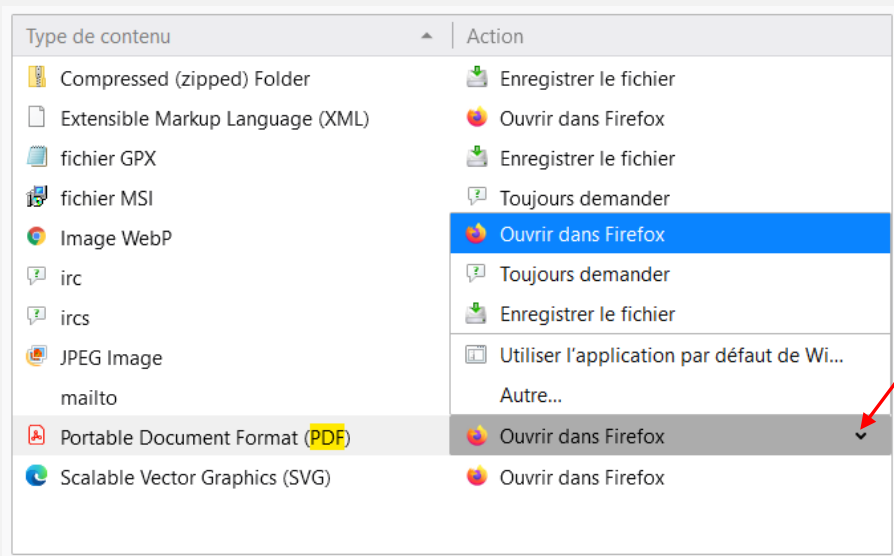 Type de contenu Action
Compressed (zipped) Folder Enregistrer le fichier
Extensible Markup Language (XML) Ouvrir dans Firefox
fichier GPX Enregistrer le fichier
fichier MSI Toujours demander
Image WebP Ouvrir dans Firefox
irc Toujours demander
ircs Enregistrer le fichier
JPEG Image Utiliser l’application par défaut de Wi...
mailto Autre...
Portable Document Format (PDF) Ouvrir dans Firefox
Scalable Vector Graphics (SVG) Ouvrir dans Firefox